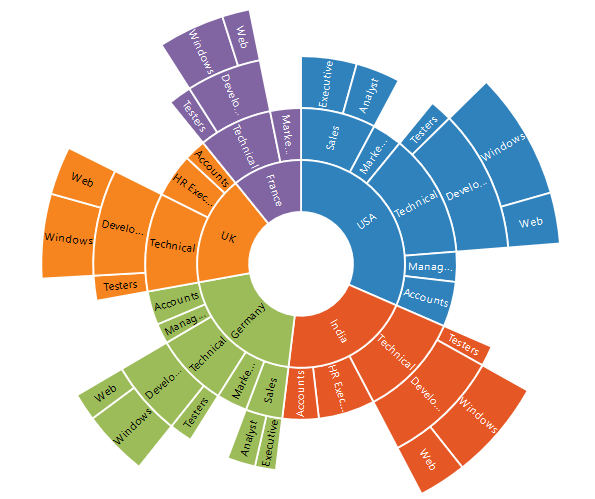 USA
Sales
Executive
Analyst
Marke...
Technical
Testers
Develo...
Windows
Web
Manag...
Accounts
India
Technical
Testers
Develo...
Windows
Web
HR Exec...
Accounts
Germany
Sales
Executive
Analyst
Marke...
Technical
Testers
Develo...
Windows
Web
Manag...
Accounts
UK
Technical
Testers
Develo...
Windows
Web
HR Exec...
Accounts
France
Technical
Testers
Develo...
Windows
Web
Marke...